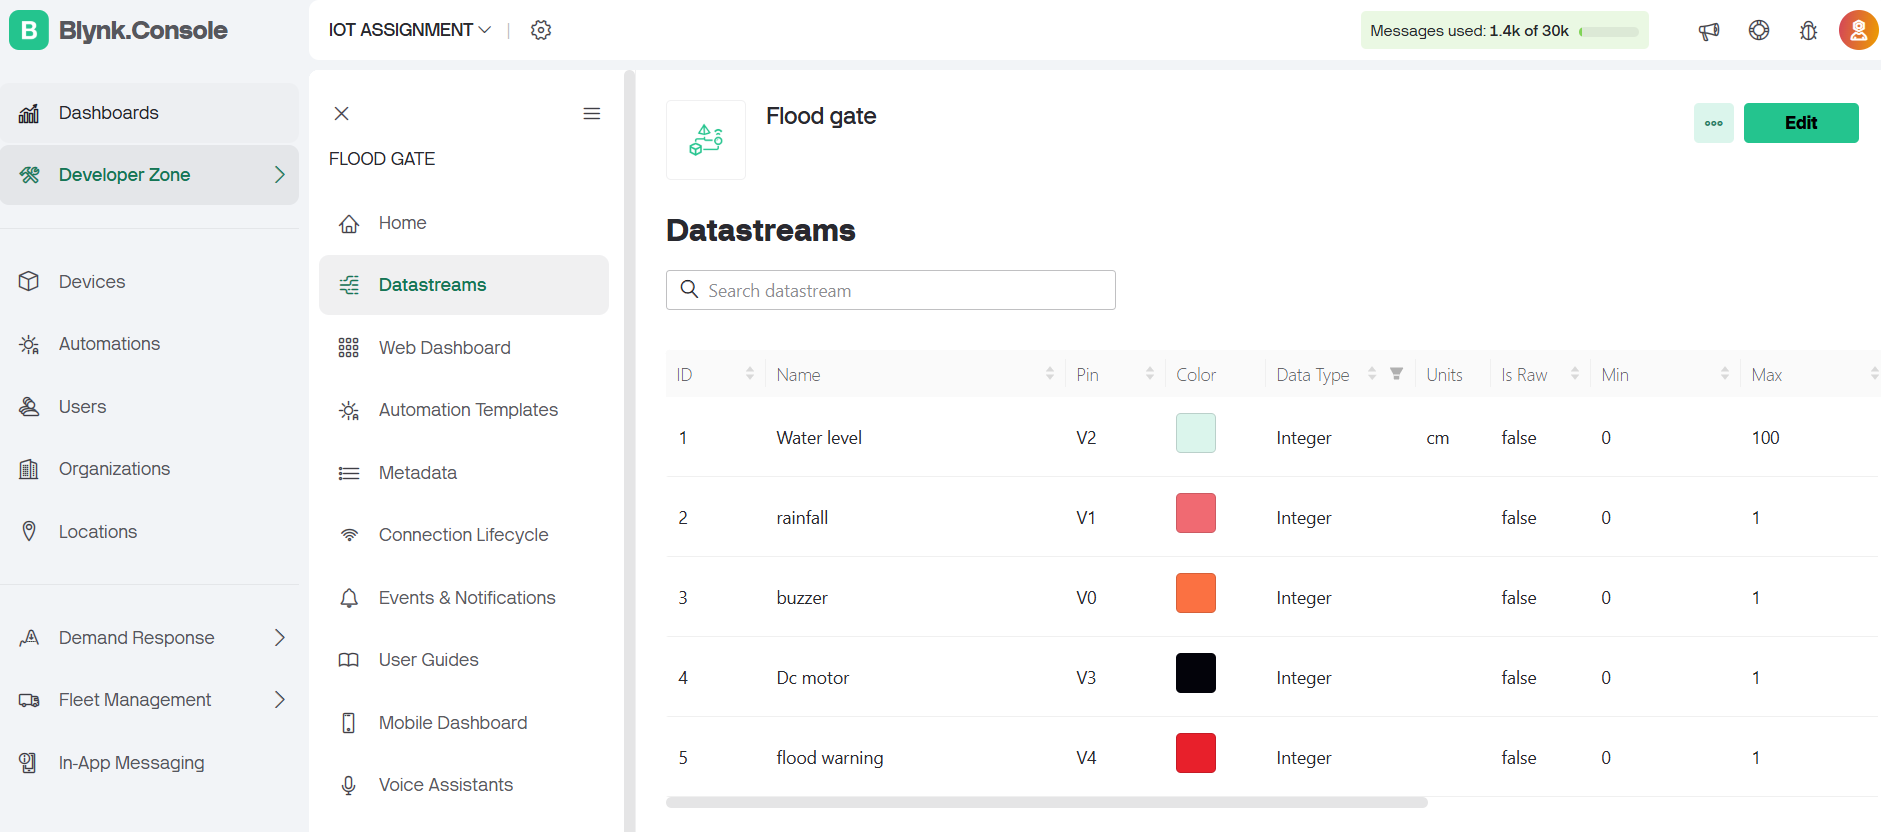 B Blynk.Console
IOT ASSIGNMENT
Messages used: 1.4k of 30k
Dashboards
Developer Zone
Devices
Automations
Users
Organizations
Locations
Demand Response
Fleet Management
In-App Messaging
FLOOD GATE
Home
Datastreams
Web Dashboard
Automation Templates
Metadata
Connection Lifecycle
Events & Notifications
User Guides
Mobile Dashboard
Voice Assistants
Flood gate
Edit
Datastreams
Search datastream
ID Name Pin Color Data Type Units Is Raw Min Max
1 Water level V2 Integer cm false 0 100
2 rainfall V1 Integer false 0 1
3 buzzer V0 Integer false 0 1
4 Dc motor V3 Integer false 0 1
5 flood warning V4 Integer false 0 1